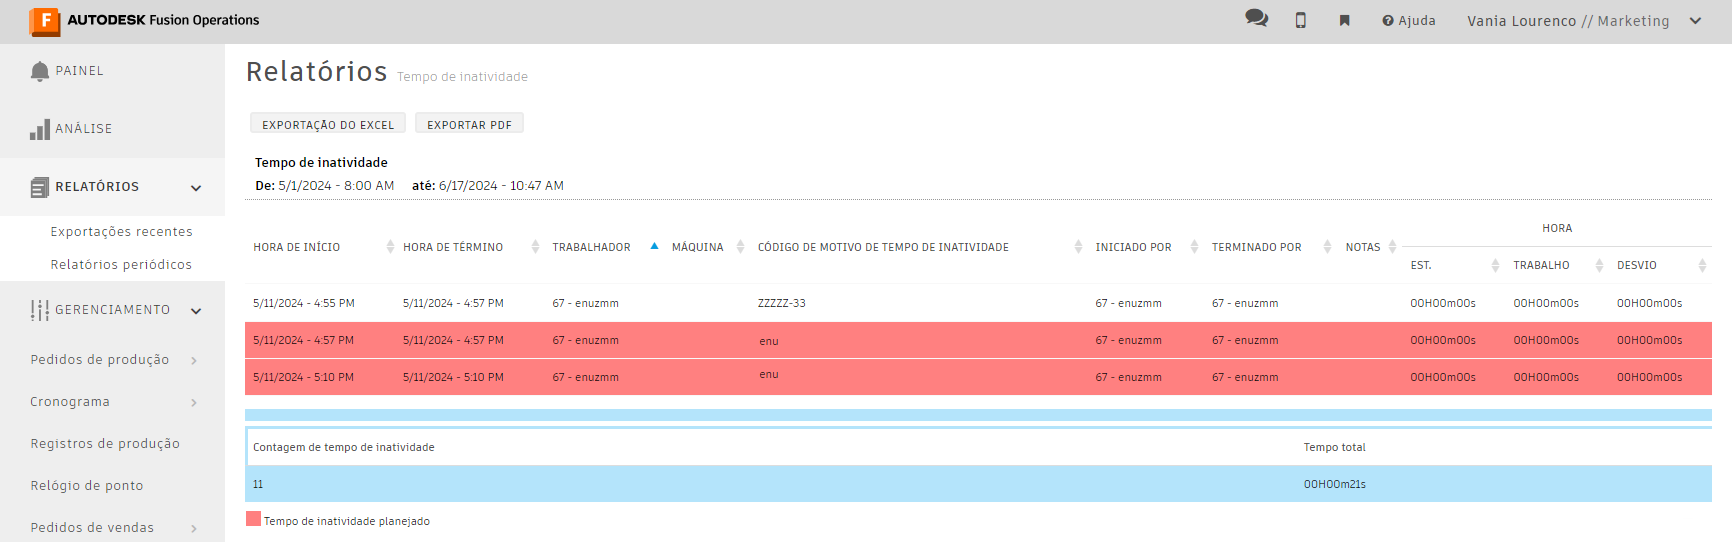 AUTODESK Fusion Operations
Ajuda
Vania Lourenco // Marketing
PAINEL
ANÁLISE
RELATÓRIOS
Exportações recentes
Relatórios periódicos
GERENCIAMENTO
Pedidos de produção
Cronograma
Registros de produção
Relógio de ponto
Pedidos de vendas
Relatórios Tempo de inatividade
EXPORTAÇÃO DO EXCEL EXPORTAR PDF
Tempo de inatividade
De: 5/1/2024 - 8:00 AM até: 6/17/2024 - 10:47 AM
HORA
HORA DE INÍCIO HORA DE TÉRMINO TRABALHADOR MÁQUINA CÓDIGO DE MOTIVO DE TEMPO DE INATIVIDADE INICIADO POR TERMINADO POR NOTAS
EST. TRABALHO DESVIO
5/11/2024 - 4:55 PM 5/11/2024 - 4:57 PM 67 - enuzmm ZZZZZ-33 67 - enuzmm 67 - enuzmm 00H00m00s 00H00m00s 00H00m00s
5/11/2024 - 4:57 PM 5/11/2024 - 4:57 PM 67 - enuzmm enu 67 - enuzmm 67 - enuzmm 00H00m00s 00H00m00s 00H00m00s
5/11/2024 - 5:10 PM 5/11/2024 - 5:10 PM 67 - enuzmm enu 67 - enuzmm 67 - enuzmm 00H00m00s 00H00m00s 00H00m00s
Contagem de tempo de inatividade Tempo total
11 00H00m21s
Tempo de inatividade planejado